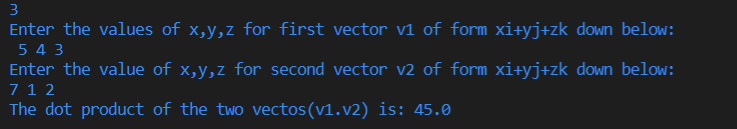 3
Enter the values of x,y,z for first vector v1 of form xi+yj+zk down below:
5 4 3
Enter the value of x,y,z for second vector v2 of form xi+yj+zk down below:
7 1 2
The dot product of the two vectos(v1.v2) is: 45.0